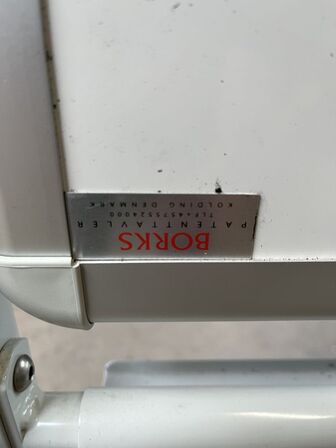 BORKS
PATENTTAVLER
TLF+4575524000
KOLDING DENMARK